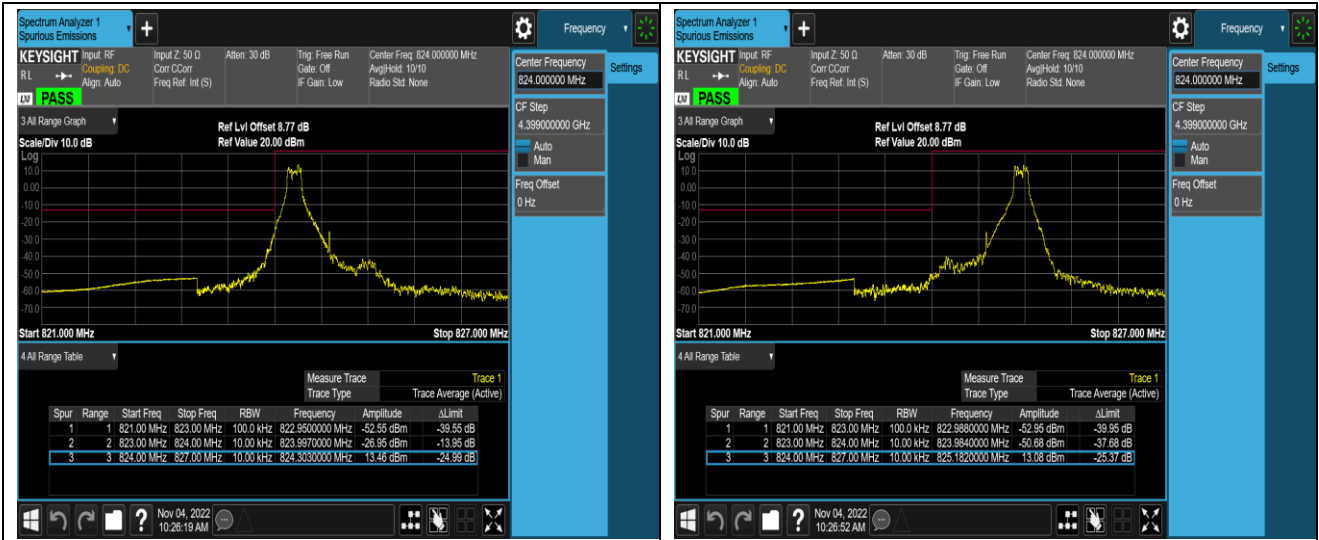 Spectrum Analyzer 1
Spurious Emissions
Frequency
KEYSIGHT Input: RF Input Z: 50 Ω Atten: 30 dB Trig: Free Run Center Freq: 824.000000 MHz
Coupling: DC Corr CCorr Gate: Off Avg|Hold: 10/10
R L Align: Auto Freq Ref: Int (S) IF Gain: Low Radio Std: None
PASS
3 All Range Graph
Ref Lvl Offset 8.77 dB
Scale/Div 10.0 dB Ref Value 20.00 dBm
Log
10.0
0.00
-10.0
-20.0
-30.0
-40.0
-50.0
-60.0
-70.0
Start 821.000 MHz Stop 827.000 MHz
4 All Range Table
Measure Trace Trace 1
Trace Type Trace Average (Active)
Spur Range Start Freq Stop Freq RBW Frequency Amplitude ΔLimit
1 1 821.00 MHz 823.00 MHz 100.0 kHz 822.9500000 MHz -52.55 dBm -39.55 dB
2 2 823.00 MHz 824.00 MHz 10.00 kHz 823.9970000 MHz -26.95 dBm -13.95 dB
3 3 824.00 MHz 827.00 MHz 10.00 kHz 824.3030000 MHz 13.46 dBm -24.99 dB
Nov 04, 2022
10:26:19 AM
Center Frequency
824.000000 MHz
Settings
CF Step
4.399000000 GHz
Auto
Man
Freq Offset
0 Hz
Spectrum Analyzer 1
Spurious Emissions
Frequency
KEYSIGHT Input: RF Input Z: 50 Ω Atten: 30 dB Trig: Free Run Center Freq: 824.000000 MHz
Coupling: DC Corr CCorr Gate: Off Avg|Hold: 10/10
R L Align: Auto Freq Ref: Int (S) IF Gain: Low Radio Std: None
PASS
3 All Range Graph
Ref Lvl Offset 8.77 dB
Scale/Div 10.0 dB Ref Value 20.00 dBm
Log
10.0
0.00
-10.0
-20.0
-30.0
-40.0
-50.0
-60.0
-70.0
Start 821.000 MHz Stop 827.000 MHz
4 All Range Table
Measure Trace Trace 1
Trace Type Trace Average (Active)
Spur Range Start Freq Stop Freq RBW Frequency Amplitude ΔLimit
1 1 821.00 MHz 823.00 MHz 100.0 kHz 822.9880000 MHz -52.95 dBm -39.95 dB
2 2 823.00 MHz 824.00 MHz 10.00 kHz 823.9840000 MHz -50.68 dBm -37.68 dB
3 3 824.00 MHz 827.00 MHz 10.00 kHz 825.1820000 MHz 13.08 dBm -25.37 dB
Nov 04, 2022
10:26:52 AM
Center Frequency
824.000000 MHz
Settings
CF Step
4.399000000 GHz
Auto
Man
Freq Offset
0 Hz